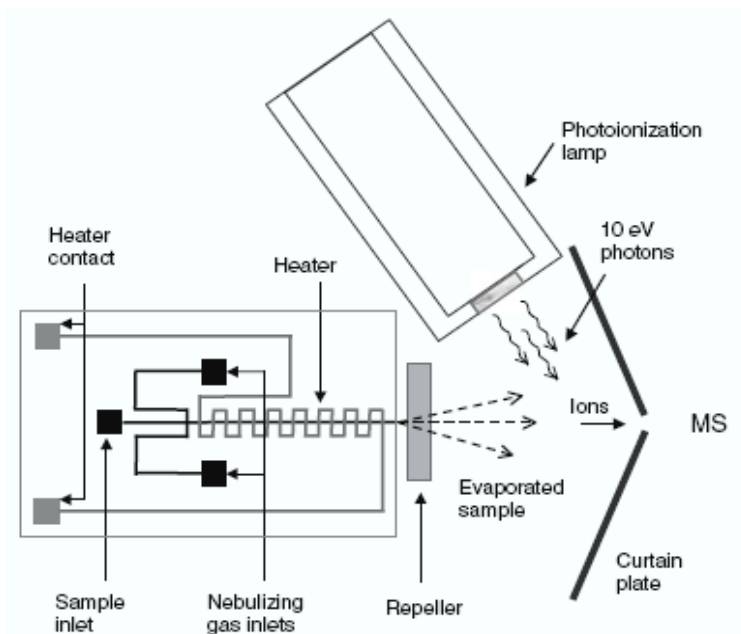 Photoionization
lamp
10 eV
photons
Heater
contact
Heater
Ions
MS
Evaporated
sample
Curtain
plate
Sample
inlet
Nebulizing
gas inlets
Repeller